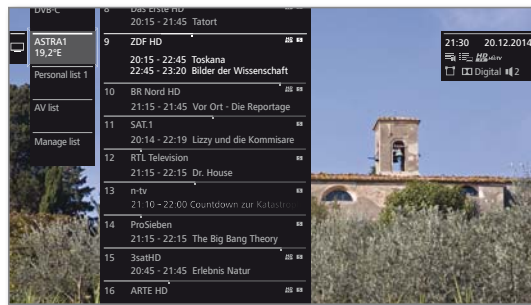 DVB-C
ASTRA1
19,2°E
Personal list 1
AV list
Manage list
8 Das Erste HD
20:15 - 21:45 Tatort
9 ZDF HD
20:15 - 22:45 Toskana
22:45 - 23:20 Bilder der Wissenschaft
10 BR Nord HD
21:15 - 21:45 Vor Ort - Die Reportage
11 SAT.1
20:14 - 22:19 Lizzy und die Kommisare
12 RTL Television
21:15 - 22:15 Dr. House
13 n-tv
21:10 - 22:00 Countdown zur Katastro
14 ProSieben
21:15 - 22:15 The Big Bang Theory
15 3satHD
20:45 - 21:45 Erlebnis Natur
16 ARTE HD
21:30 20.12.2014
HD
Digital 2